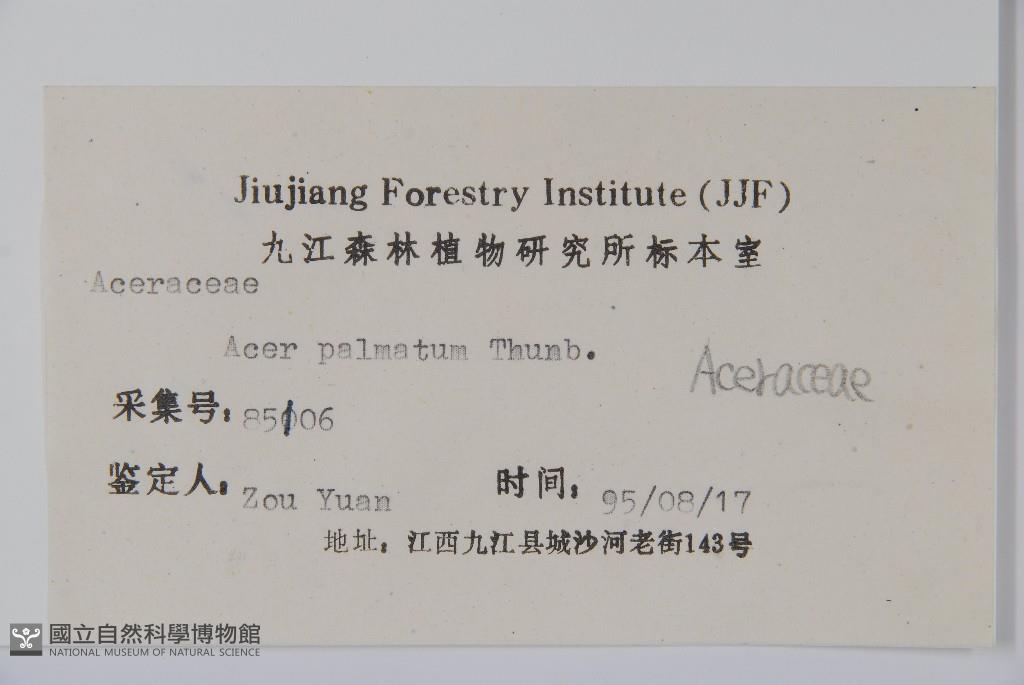 Jiujiang Forestry Institute (JJF)
九江森林植物研究所标本室
Aceraceae
Acer palmatum Thunb.
Aceraceae
采集号: 85106
鉴定人: Zou Yuan 时间: 95/08/17
地址: 江西九江县城沙河老街143号
國立自然科學博物館
NATIONAL MUSEUM OF NATURAL SCIENCE